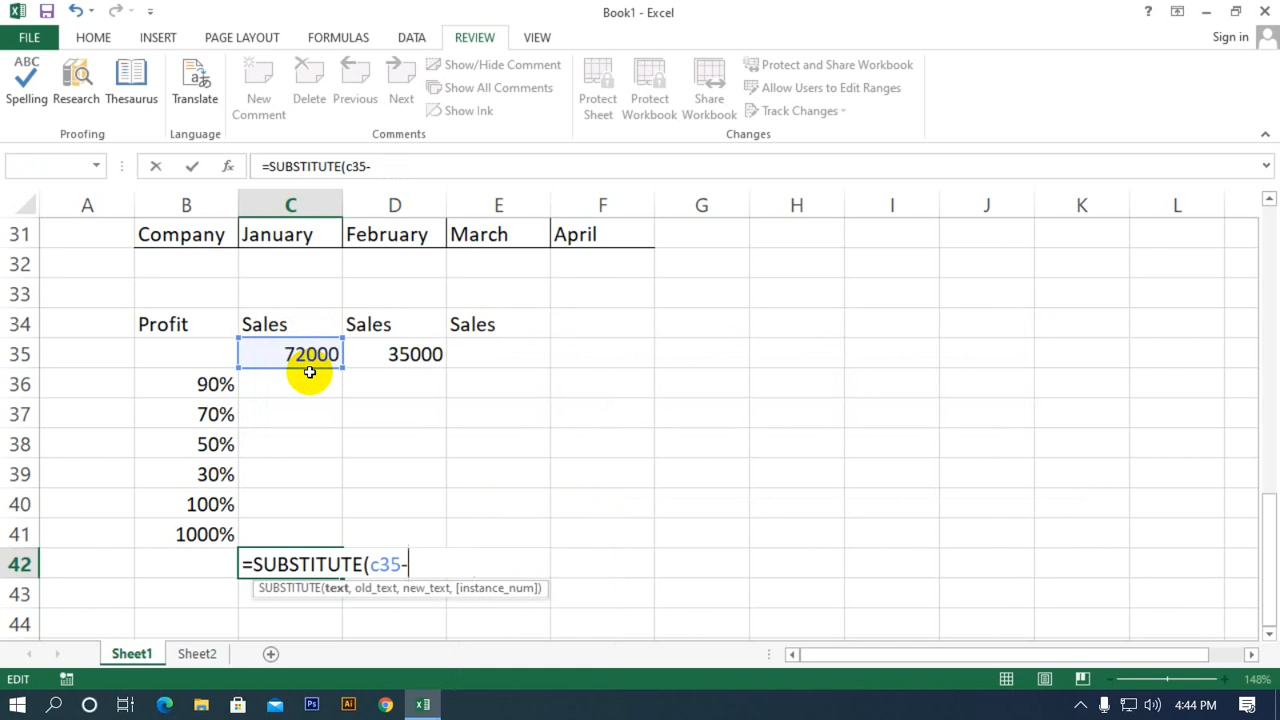 Book1 - Excel
FILE HOME INSERT PAGE LAYOUT FORMULAS DATA REVIEW VIEW Sign in
ABC
Spelling Research Thesaurus Translate New Comment Delete Previous Next
Show/Hide Comment
Show All Comments
Show Ink
Protect Sheet Protect Workbook Share Workbook
Protect and Share Workbook
Allow Users to Edit Ranges
Track Changes
Proofing Language Comments Changes
fx =SUBSTITUTE(c35-
A B C D E F G H I J K L
31 Company January February March April
32
33
34 Profit Sales Sales Sales
35 72000 35000
36 90%
37 70%
38 50%
39 30%
40 100%
41 1000%
42 =SUBSTITUTE(c35-
SUBSTITUTE(text, old_text, new_text, [instance_num])
43
44
Sheet1 Sheet2
EDIT 148%
Ps Ai 4:44 PM